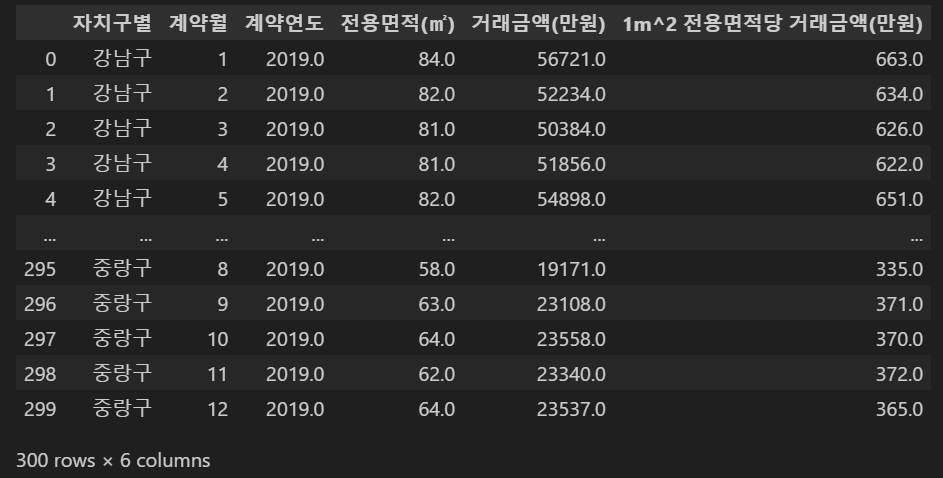 자치구별 계약월 계약연도 전용면적(㎡) 거래금액(만원) 1m^2 전용면적당 거래금액(만원)
0 강남구 1 2019.0 84.0 56721.0 663.0
1 강남구 2 2019.0 82.0 52234.0 634.0
2 강남구 3 2019.0 81.0 50384.0 626.0
3 강남구 4 2019.0 81.0 51856.0 622.0
4 강남구 5 2019.0 82.0 54898.0 651.0
... ... ... ... ... ... ...
295 중랑구 8 2019.0 58.0 19171.0 335.0
296 중랑구 9 2019.0 63.0 23108.0 371.0
297 중랑구 10 2019.0 64.0 23558.0 370.0
298 중랑구 11 2019.0 62.0 23340.0 372.0
299 중랑구 12 2019.0 64.0 23537.0 365.0
300 rows × 6 columns